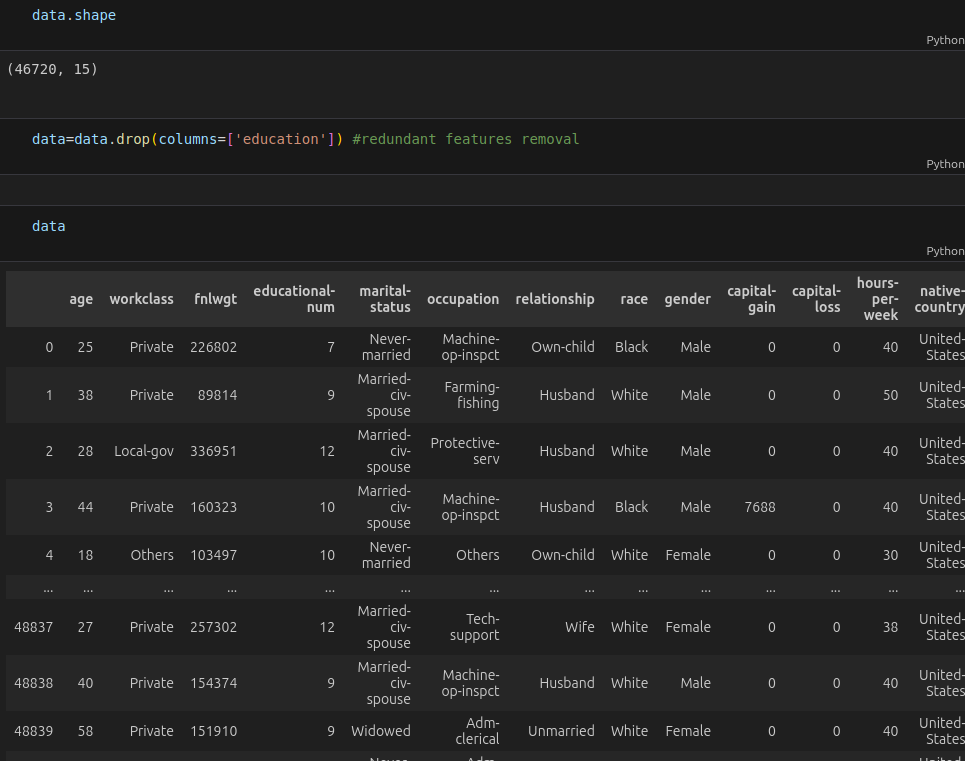 data.shape
Python
(46720, 15)
data=data.drop(columns=['education']) #redundant features removal
Python
data
Python
age workclass fnlwgt educational-num marital-status occupation relationship race gender capital-gain capital-loss hours-per-week native-country
0 25 Private 226802 7 Never-married Machine-op-inspct Own-child Black Male 0 0 40 United-States
1 38 Private 89814 9 Married-civ-spouse Farming-fishing Husband White Male 0 0 50 United-States
2 28 Local-gov 336951 12 Married-civ-spouse Protective-serv Husband White Male 0 0 40 United-States
3 44 Private 160323 10 Married-civ-spouse Machine-op-inspct Husband Black Male 7688 0 40 United-States
4 18 Others 103497 10 Never-married Others Own-child White Female 0 0 30 United-States
... ... ... ... ... ... ... ... ... ... ... ... ... ...
48837 27 Private 257302 12 Married-civ-spouse Tech-support Wife White Female 0 0 38 United-States
48838 40 Private 154374 9 Married-civ-spouse Machine-op-inspct Husband White Male 0 0 40 United-States
48839 58 Private 151910 9 Widowed Adm-clerical Unmarried White Female 0 0 40 United-States